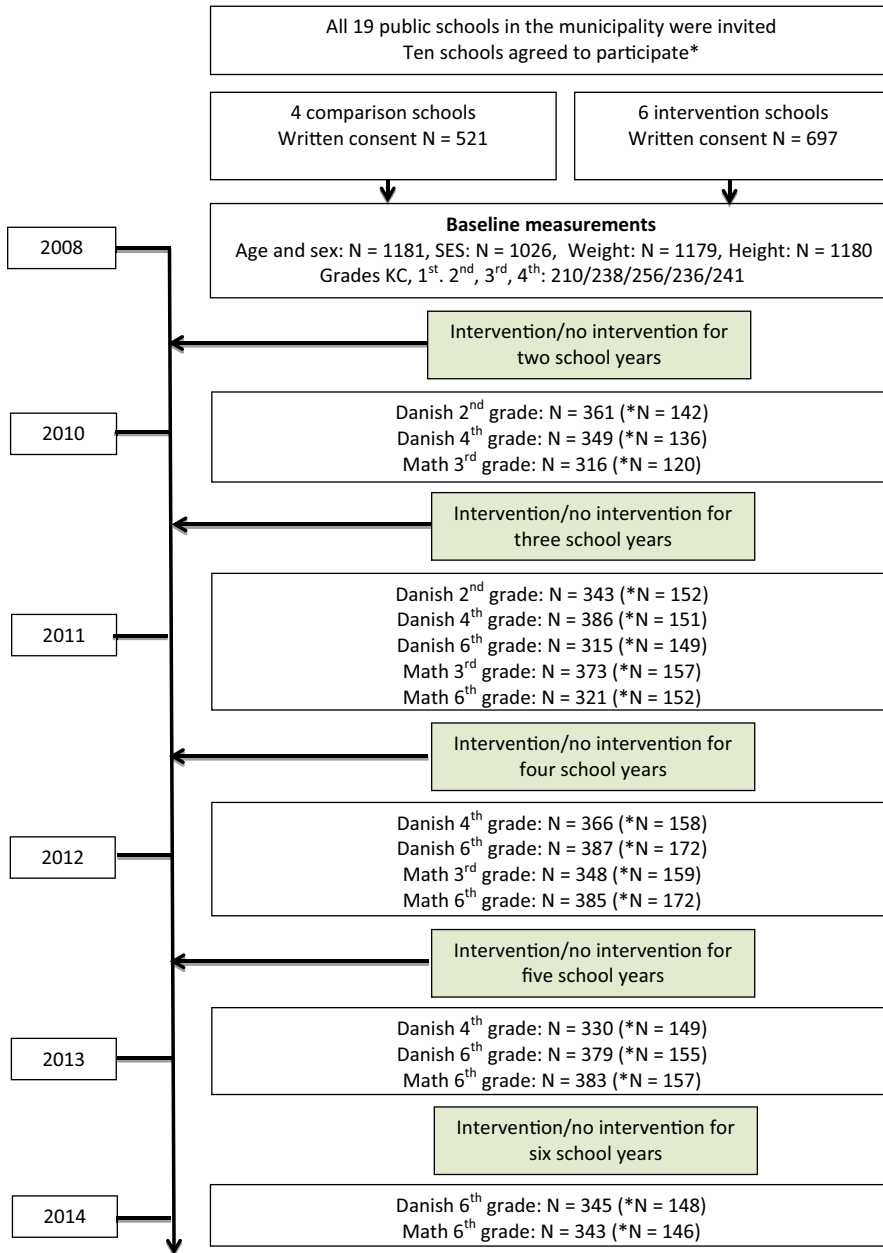 All 19 public schools in the municipality were invited
Ten schools agreed to participate*
4 comparison schools
Written consent N = 521
6 intervention schools
Written consent N = 697
2008
Baseline measurements
Age and sex: N = 1181, SES: N = 1026, Weight: N = 1179, Height: N = 1180
Grades KC, 1st. 2nd, 3rd, 4th: 210/238/256/236/241
Intervention/no intervention for
two school years
2010
Danish 2nd grade: N = 361 (*N = 142)
Danish 4th grade: N = 349 (*N = 136)
Math 3rd grade: N = 316 (*N = 120)
Intervention/no intervention for
three school years
2011
Danish 2nd grade: N = 343 (*N = 152)
Danish 4th grade: N = 386 (*N = 151)
Danish 6th grade: N = 315 (*N = 149)
Math 3rd grade: N = 373 (*N = 157)
Math 6th grade: N = 321 (*N = 152)
Intervention/no intervention for
four school years
2012
Danish 4th grade: N = 366 (*N = 158)
Danish 6th grade: N = 387 (*N = 172)
Math 3rd grade: N = 348 (*N = 159)
Math 6th grade: N = 385 (*N = 172)
Intervention/no intervention for
five school years
2013
Danish 4th grade: N = 330 (*N = 149)
Danish 6th grade: N = 379 (*N = 155)
Math 6th grade: N = 383 (*N = 157)
Intervention/no intervention for
six school years
2014
Danish 6th grade: N = 345 (*N = 148)
Math 6th grade: N = 343 (*N = 146)